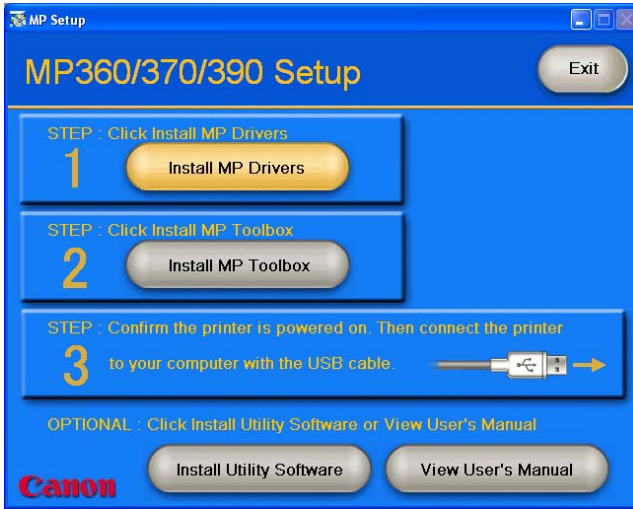 MP Setup
MP360/370/390 Setup
Exit
STEP : Click Install MP Drivers
1
Install MP Drivers
STEP : Click Install MP Toolbox
2
Install MP Toolbox
STEP : Confirm the printer is powered on. Then connect the printer
3
to your computer with the USB cable.
OPTIONAL : Click Install Utility Software or View User's Manual
Canon
Install Utility Software
View User's Manual